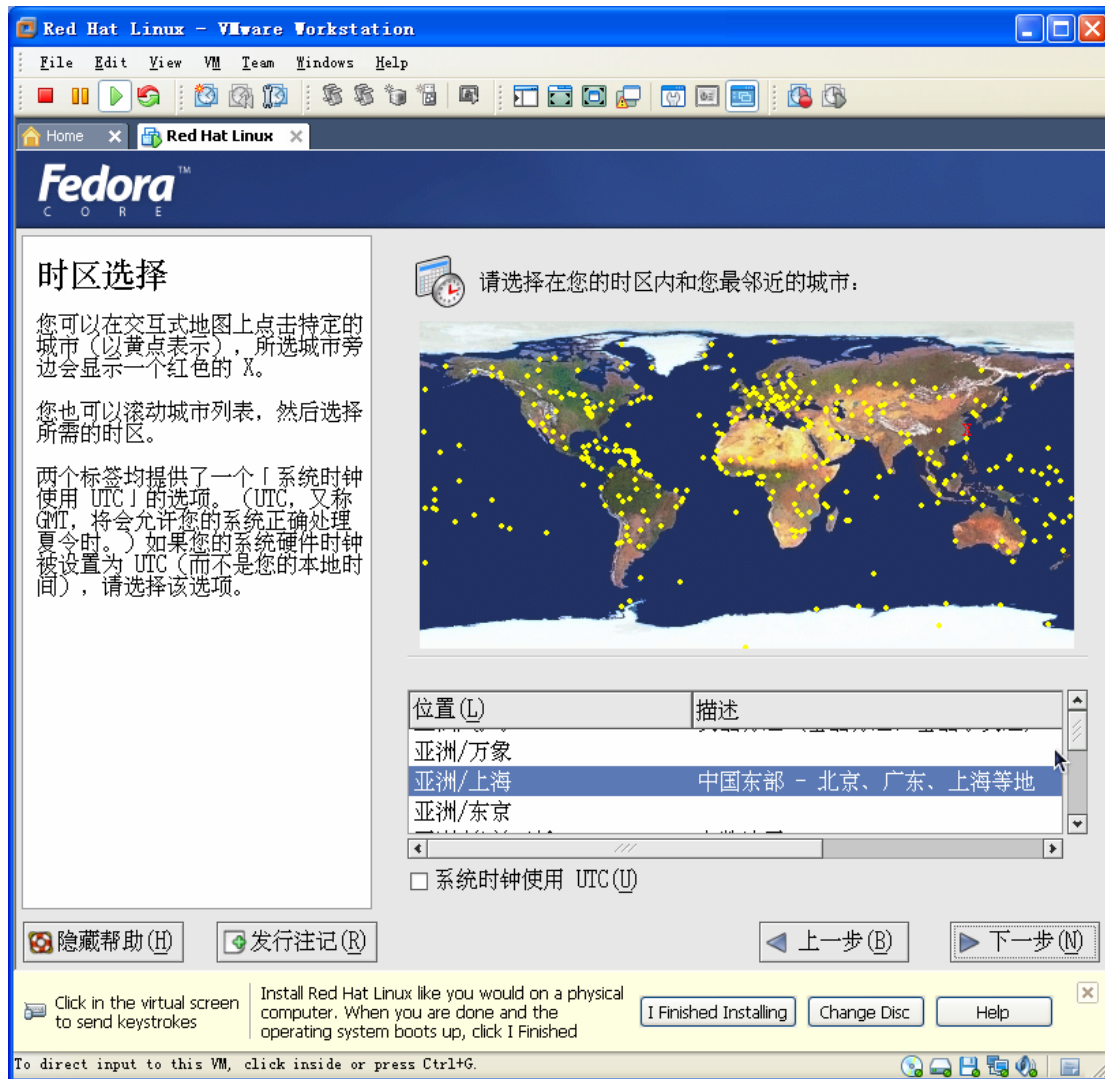 Red Hat Linux - VMware Workstation
File Edit View VM Team Windows Help
Home Red Hat Linux
Fedora™
CORE
时区选择
您可以在交互式地图上点击特定的
城市（以黄点表示），所选城市旁
边会显示一个红色的 X。
您也可以滚动城市列表，然后选择
所需的时区。
两个标签均提供了一个「系统时钟
使用 UTC」的选项。（UTC，又称
GMT，将会允许您的系统正确处理
夏令时。）如果您的系统硬件时钟
被设置为 UTC（而不是您的本地时
间），请选择该选项。
请选择在您的时区内和您最邻近的城市：
位置(L) 描述
亚洲/万象
亚洲/上海 中国东部 - 北京、广东、上海等地
亚洲/东京
系统时钟使用 UTC(U)
隐藏帮助(H) 发行注记(R) 上一步(B) 下一步(N)
Click in the virtual screen
to send keystrokes
Install Red Hat Linux like you would on a physical
computer. When you are done and the
operating system boots up, click I Finished
I Finished Installing Change Disc Help
To direct input to this VM, click inside or press Ctrl+G.